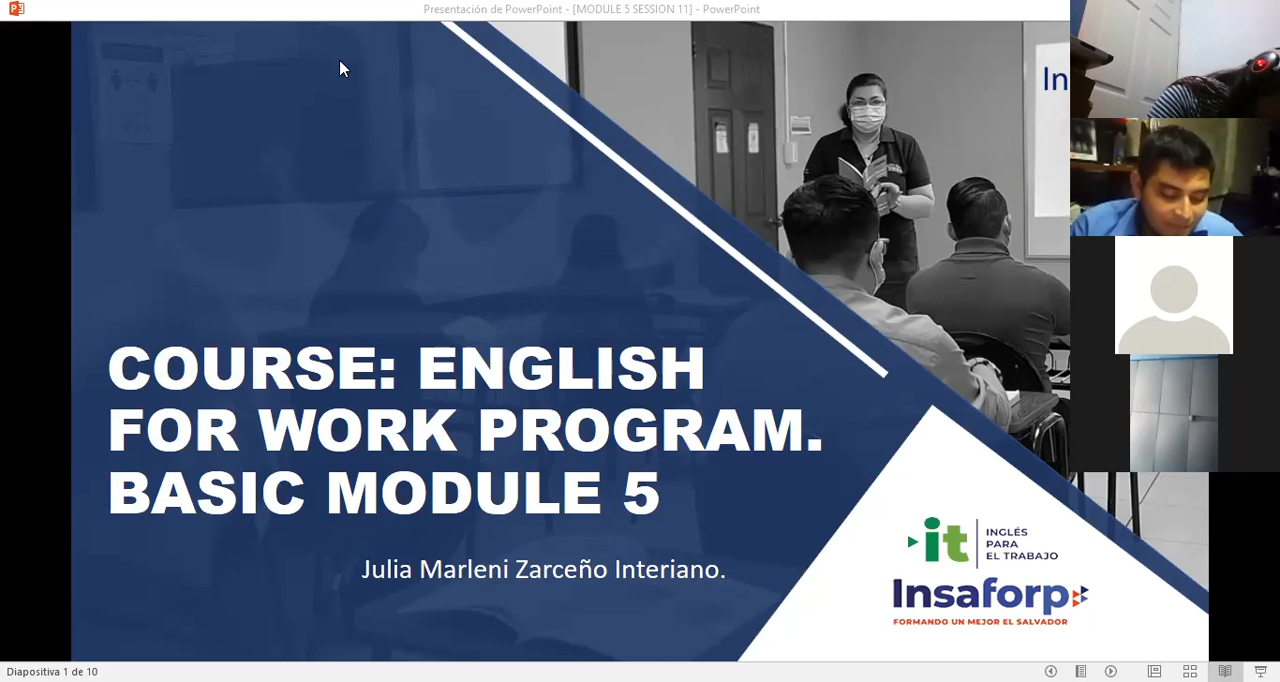 Presentación de PowerPoint - [MODULE 5 SESSION 11] - PowerPoint
In
COURSE: ENGLISH
FOR WORK PROGRAM.
BASIC MODULE 5
Julia Marleni Zarceño Interiano.
it
INGLÉS
PARA
EL TRABAJO
Insaforp
FORMANDO UN MEJOR EL SALVADOR
Diapositiva 1 de 10